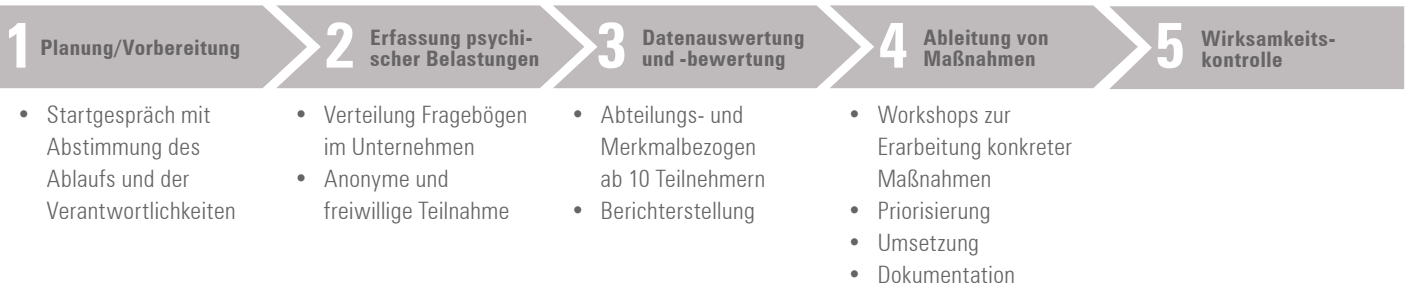 1 Planung/Vorbereitung
• Startgespräch mit
Abstimmung des
Ablaufs und der
Verantwortlichkeiten
2 Erfassung psychi-
scher Belastungen
• Verteilung Fragebögen
im Unternehmen
• Anonyme und
freiwillige Teilnahme
3 Datenauswertung
und -bewertung
• Abteilungs- und
Merkmalbezogen
ab 10 Teilnehmern
• Berichterstellung
4 Ableitung von
Maßnahmen
• Workshops zur
Erarbeitung konkreter
Maßnahmen
• Priorisierung
• Umsetzung
• Dokumentation
5 Wirksamkeits-
kontrolle